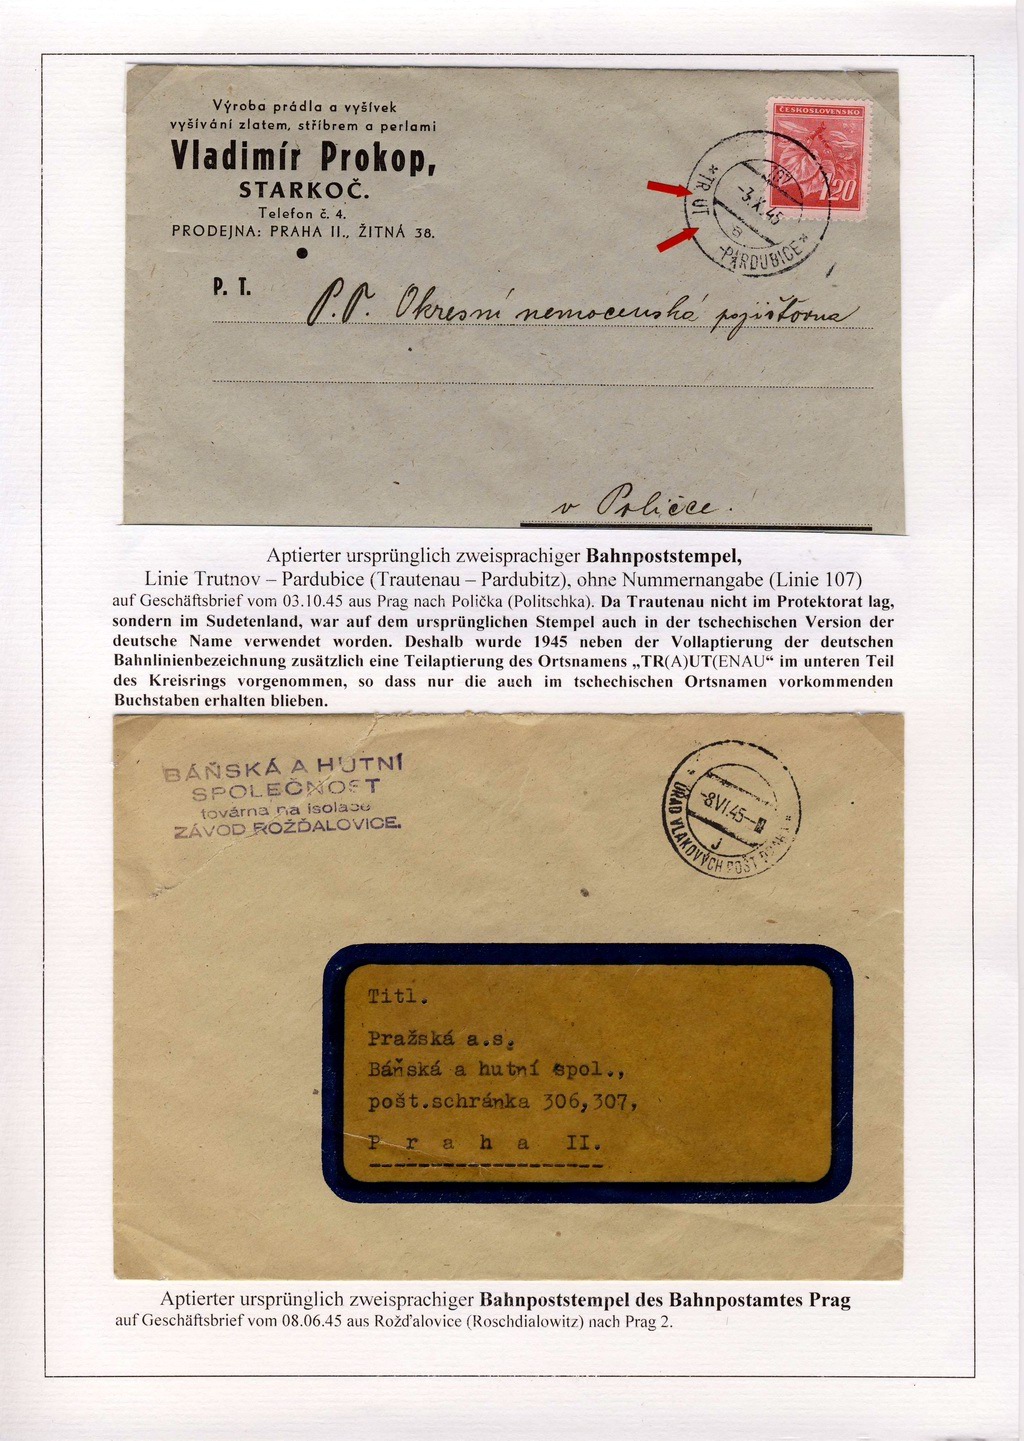 Výroba prádla a vyšívek
vyšívání zlatem, stříbrem a perlami
Vladimír Prokop,
STARKOČ.
Telefon č. 4.
PRODEJNA: PRAHA II., ŽITNÁ 38.
ČESKOSLOVENSKO
1·20
*TR UT
-PARDUBICE*
107
-3.X.45
P. T.
P.T. Okresní nemocenská pojišťovna
v Poličce.
Aptierter ursprünglich zweisprachiger Bahnpoststempel,
Linie Trutnov – Pardubice (Trautenau – Pardubitz), ohne Nummernangabe (Linie 107)
auf Geschäftsbrief vom 03.10.45 aus Prag nach Polička (Politschka). Da Trautenau nicht im Protektorat lag,
sondern im Sudetenland, war auf dem ursprünglichen Stempel auch in der tschechischen Version der
deutsche Name verwendet worden. Deshalb wurde 1945 neben der Vollaptierung der deutschen
Bahnlinienbezeichnung zusätzlich eine Teilaptierung des Ortsnamens „TR(A)UT(ENAU“ im unteren Teil
des Kreisrings vorgenommen, so dass nur die auch im tschechischen Ortsnamen vorkommenden
Buchstaben erhalten blieben.
BÁŇSKÁ A HUTNÍ
SPOLEČNOST
továrna na isolace
ZÁVOD ROŽĎALOVICE.
* ÚŘAD VLAKOVÝCH POŠT
-8.VI.45
j
Titl.
Pražská a.s.
Báňská a hutní spol.,
pošt.schránka 306,307,
P r a h a II.
Aptierter ursprünglich zweisprachiger Bahnpoststempel des Bahnpostamtes Prag
auf Geschäftsbrief vom 08.06.45 aus Rožďalovice (Roschdialowitz) nach Prag 2.